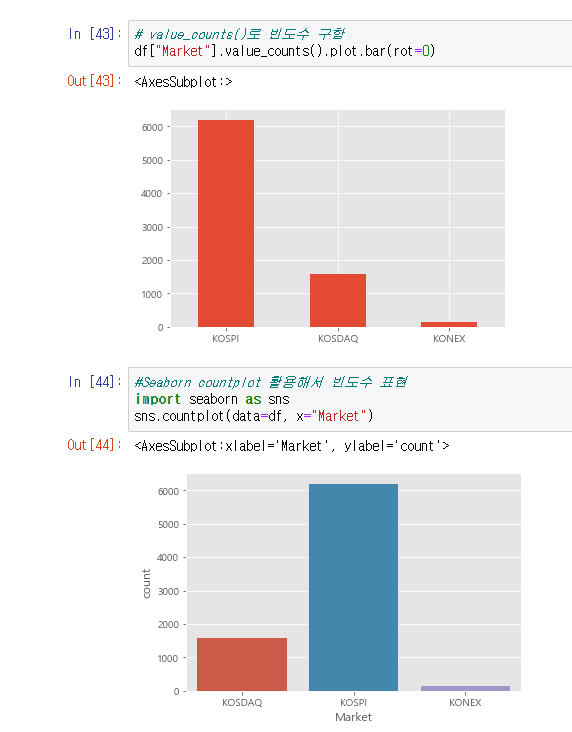 In [43]: # value_counts()로 빈도수 구함
df["Market"].value_counts().plot.bar(rot=0)
Out[43]: <AxesSubplot:>
6000
5000
4000
3000
2000
1000
0
KOSPI KOSDAQ KONEX
In [44]: #Seaborn countplot 활용해서 빈도수 표현
import seaborn as sns
sns.countplot(data=df, x="Market")
Out[44]: <AxesSubplot:xlabel='Market', ylabel='count'>
6000
5000
4000
3000
2000
1000
0
count
KOSDAQ KOSPI KONEX
Market